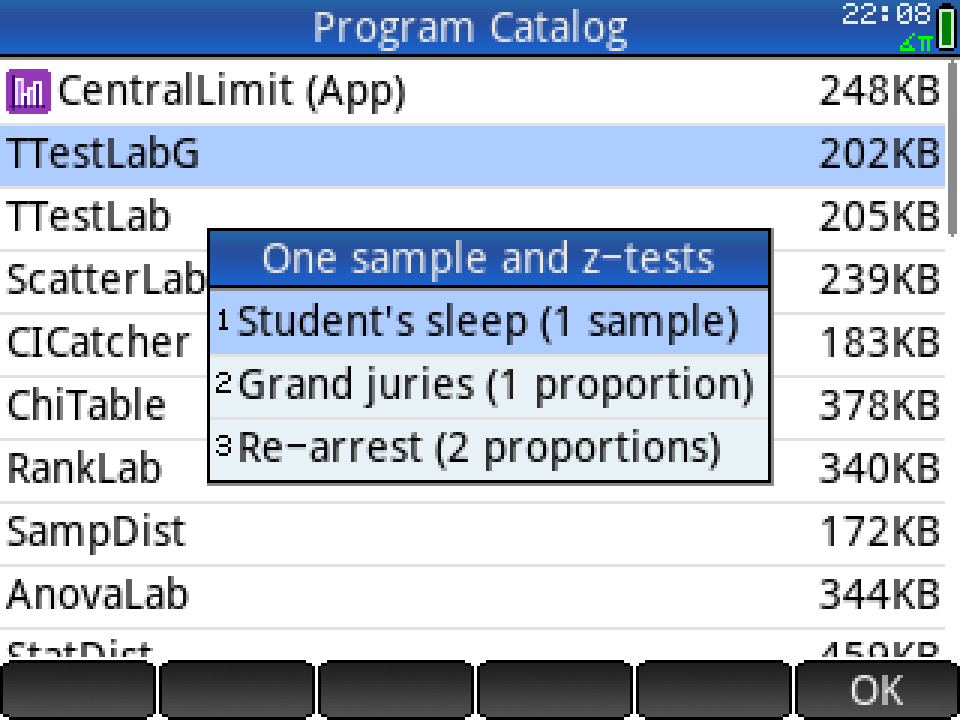 Program Catalog
22:08
∡π
CentralLimit (App) 248KB
TTestLabG 202KB
TTestLab 205KB
ScatterLab 239KB
CICatcher 183KB
ChiTable 378KB
RankLab 340KB
SampDist 172KB
AnovaLab 344KB
StatDist 459KB
One sample and z-tests
1 Student's sleep (1 sample)
2 Grand juries (1 proportion)
3 Re-arrest (2 proportions)
OK